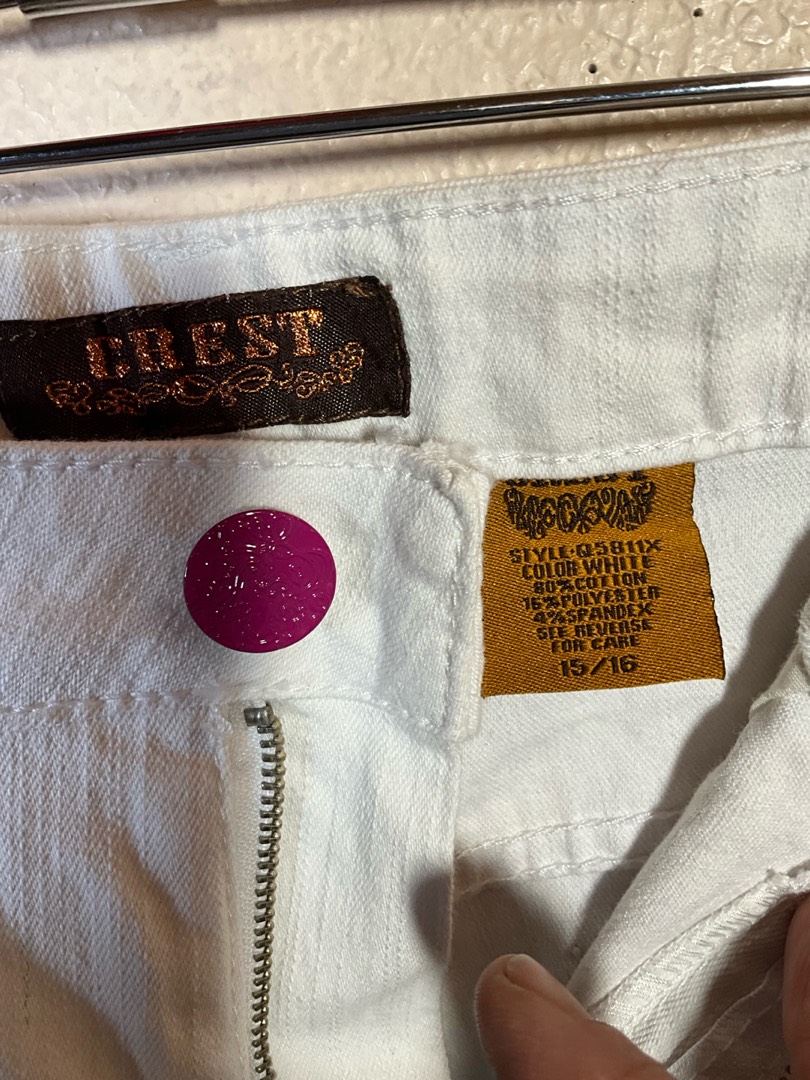 CREST
STYLE:Q5811X
COLOR WHITE
80%COTTON
16%POLYESTER
4%SPANDEX
SEE REVERSE
FOR CARE
15/16